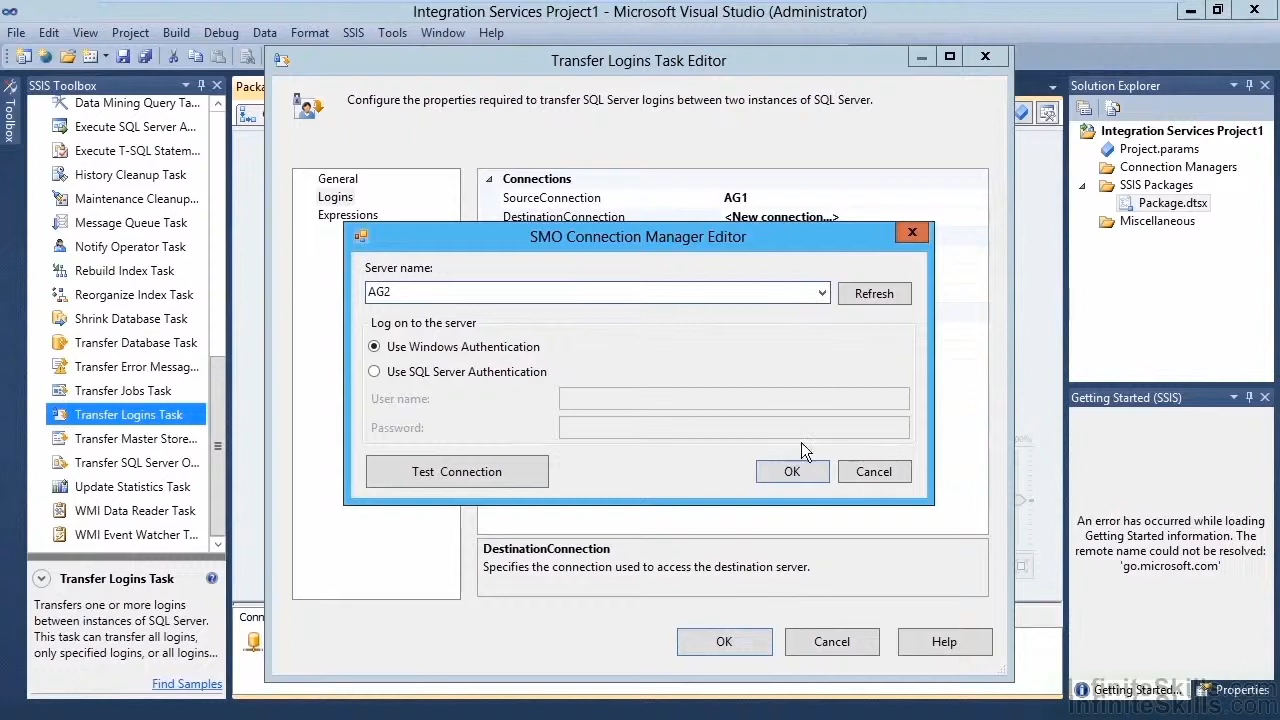 Integration Services Project1 - Microsoft Visual Studio (Administrator)
File Edit View Project Build Debug Data Format SSIS Tools Window Help
Toolbox
SSIS Toolbox
Data Mining Query Ta...
Execute SQL Server A...
Execute T-SQL Statem...
History Cleanup Task
Maintenance Cleanup...
Message Queue Task
Notify Operator Task
Rebuild Index Task
Reorganize Index Task
Shrink Database Task
Transfer Database Task
Transfer Error Messag...
Transfer Jobs Task
Transfer Logins Task
Transfer Master Store...
Transfer SQL Server O...
Update Statistics Task
WMI Data Reader Task
WMI Event Watcher T...
Transfer Logins Task
Transfers one or more logins
between instances of SQL Server.
This task can transfer all logins,
only specified logins, or all logins...
Find Samples
Packa
Conn
Transfer Logins Task Editor
Configure the properties required to transfer SQL Server logins between two instances of SQL Server.
General
Logins
Expressions
Connections
SourceConnection AG1
DestinationConnection <New connection...>
SMO Connection Manager Editor
Server name:
AG2
Refresh
Log on to the server
Use Windows Authentication
Use SQL Server Authentication
User name:
Password:
Test Connection
OK
Cancel
DestinationConnection
Specifies the connection used to access the destination server.
OK
Cancel
Help
100%
Solution Explorer
Integration Services Project1
Project.params
Connection Managers
SSIS Packages
Package.dtsx
Miscellaneous
Getting Started (SSIS)
An error has occurred while loading
Getting Started information. The
remote name could not be resolved:
'go.microsoft.com'
Getting Started...
Properties
InfiniteSkills.com